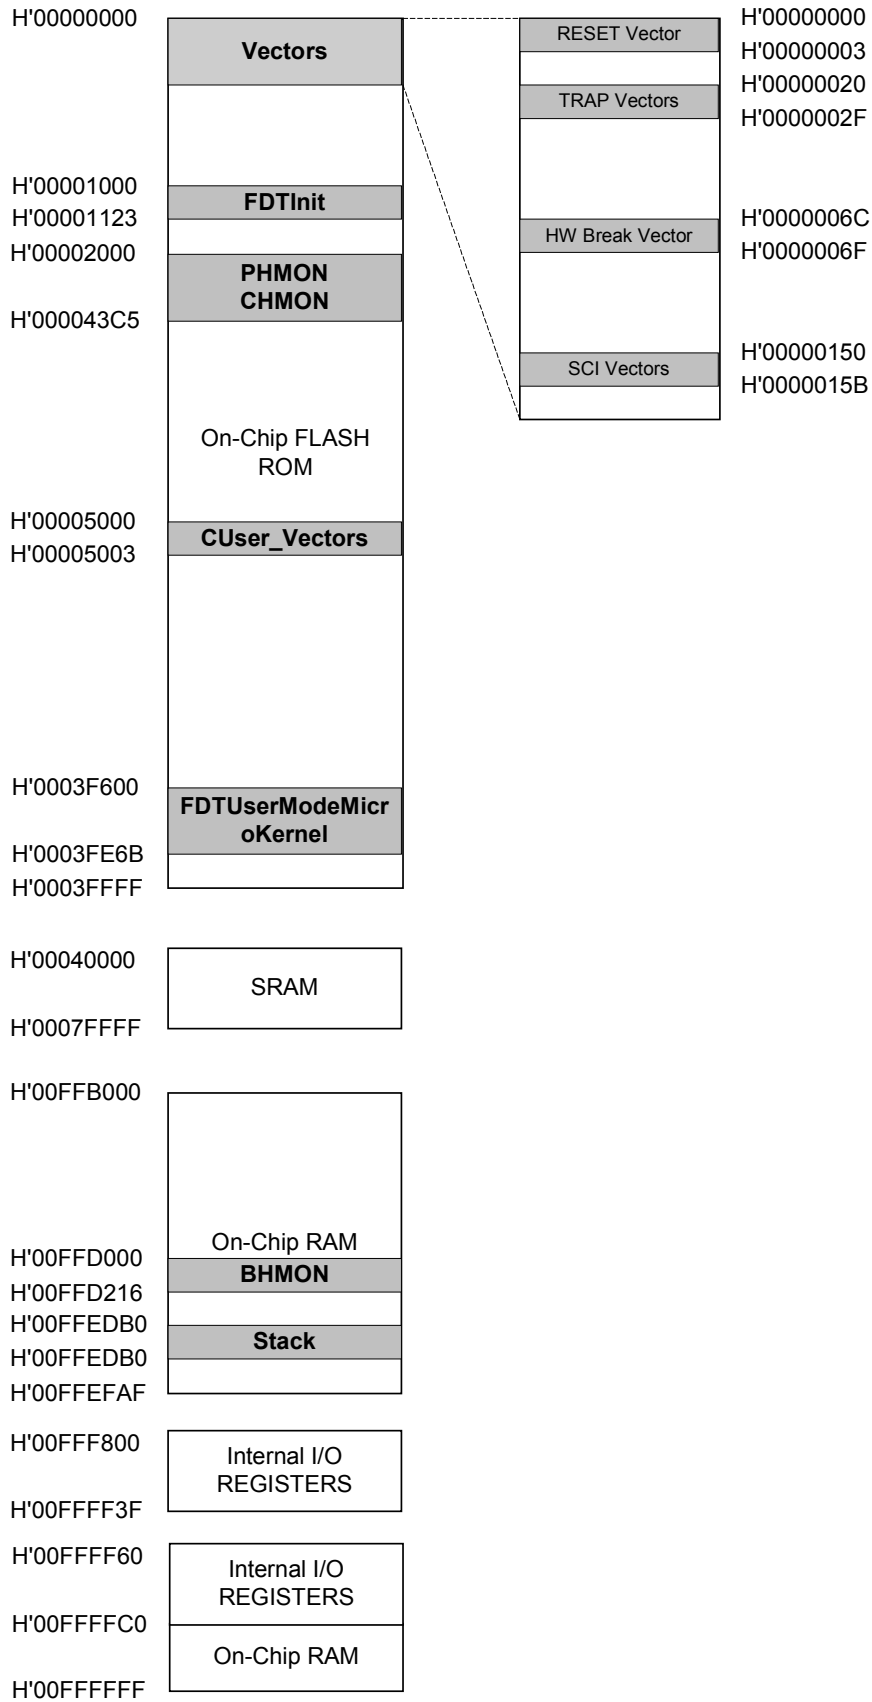 H'00000000
Vectors
H'00001000
FDTInit
H'00001123
H'00002000
PHMON
CHMON
H'000043C5
On-Chip FLASH
ROM
H'00005000
CUser_Vectors
H'00005003
H'0003F600
FDTUserModeMicr
oKernel
H'0003FE6B
H'0003FFFF
H'00040000
SRAM
H'0007FFFF
H'00FFB000
On-Chip RAM
H'00FFD000
BHMON
H'00FFD216
H'00FFEDB0
Stack
H'00FFEDB0
H'00FFEFAF
H'00FFF800
Internal I/O
REGISTERS
H'00FFFF3F
H'00FFFF60
Internal I/O
REGISTERS
H'00FFFFC0
On-Chip RAM
H'00FFFFFF
H'00000000
RESET Vector
H'00000003
H'00000020
TRAP Vectors
H'0000002F
H'0000006C
HW Break Vector
H'0000006F
H'00000150
SCI Vectors
H'0000015B